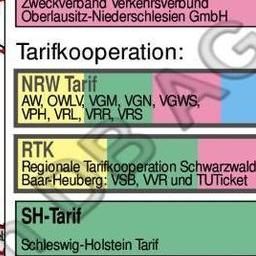 Zweckverband Verkehrsverbund
Oberlausitz-Niederschlesien GmbH
Tarifkooperation:
NRW Tarif
AW, OWLV, VGM, VGN, VGWS,
VPH, VRL, VRR, VRS
RTK
Regionale Tarifkooperation Schwarzwald
Baar-Heuberg: VSB, VVR und TUTicket
SH-Tarif
Schleswig-Holstein Tarif